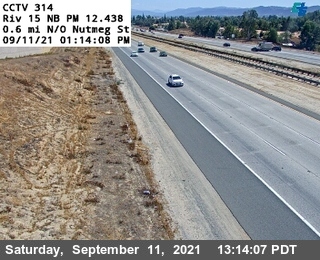 CCTV 314
Riv 15 NB PM 12.438
0.6 mi N/O Nutmeg St
09/11/21 01:14:08 PM
Saturday, September 11, 2021 13:14:07 PDT